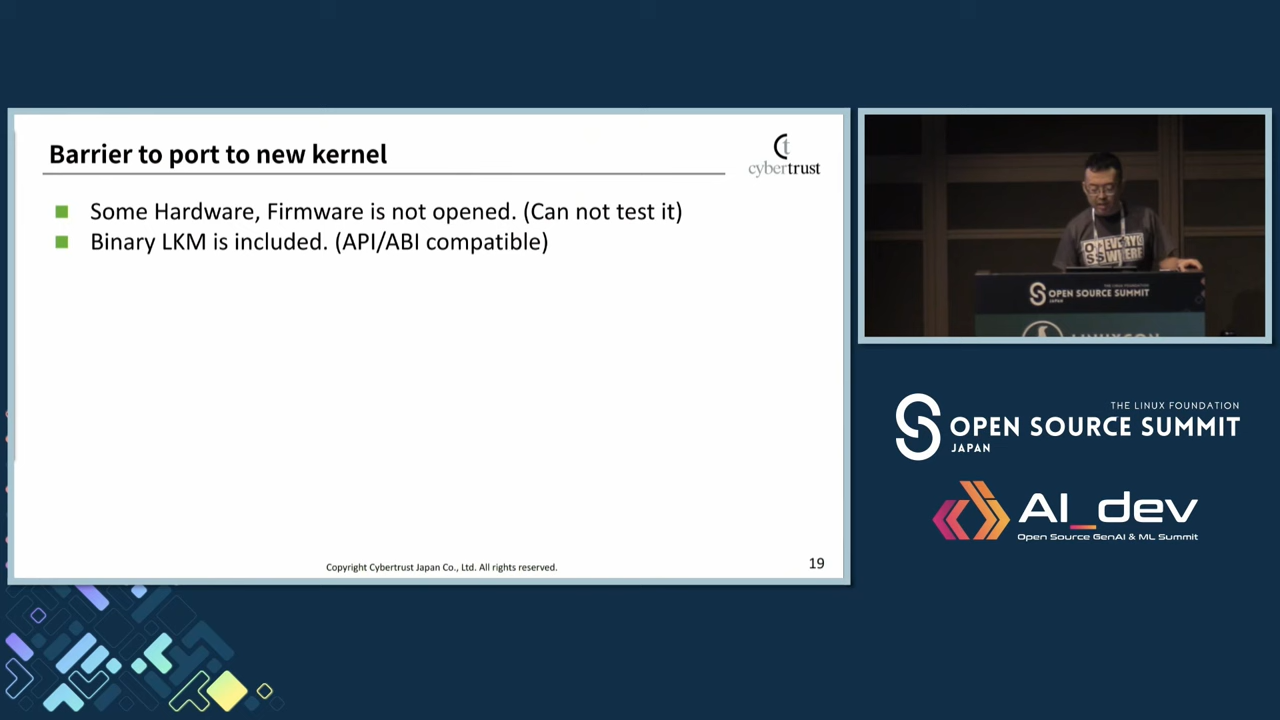 Barrier to port to new kernel
cybertrust
Some Hardware, Firmware is not opened. (Can not test it)
Binary LKM is included. (API/ABI compatible)
Copyright Cybertrust Japan Co., Ltd. All rights reserved.
19
OPEN SOURCE SUMMIT
JAPAN
THE LINUX FOUNDATION
OPEN SOURCE SUMMIT
JAPAN
AI_dev
Open Source GenAI & ML Summit